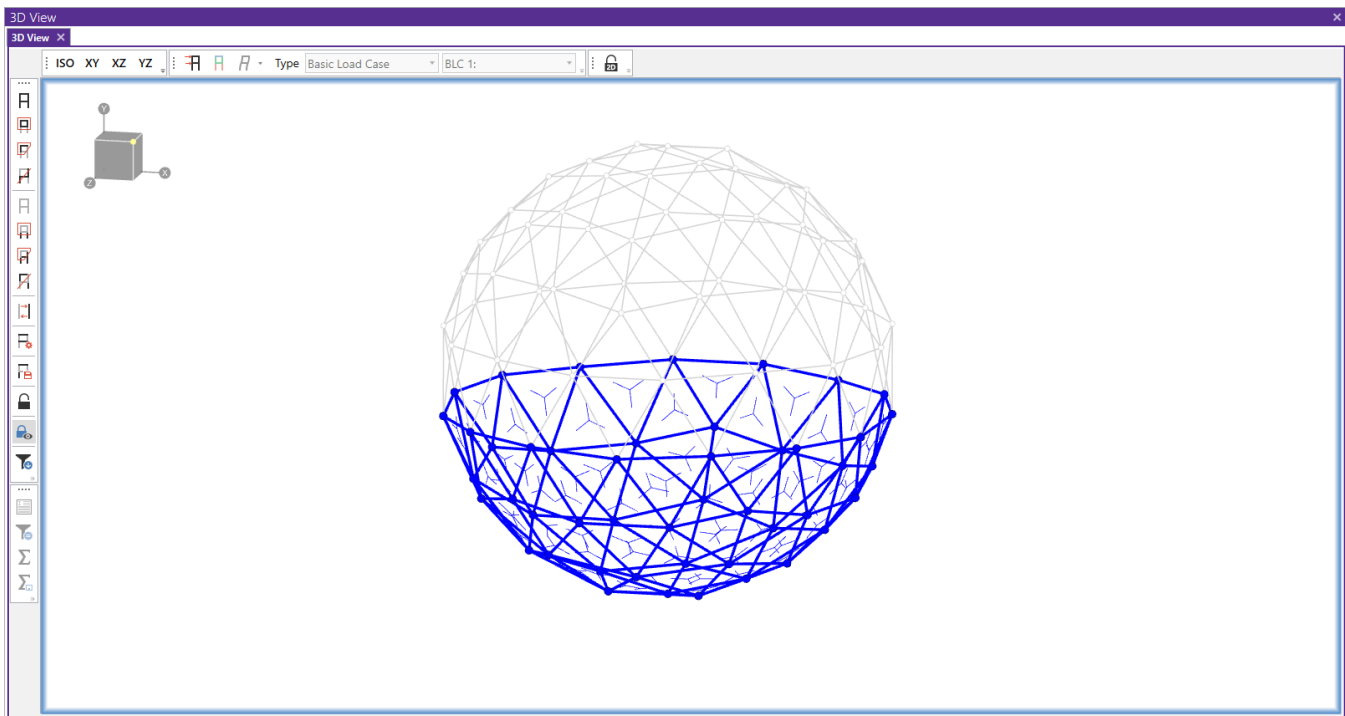 3D View
3D View
ISO XY XZ YZ Type Basic Load Case BLC 1: 2D
Y
X
Z